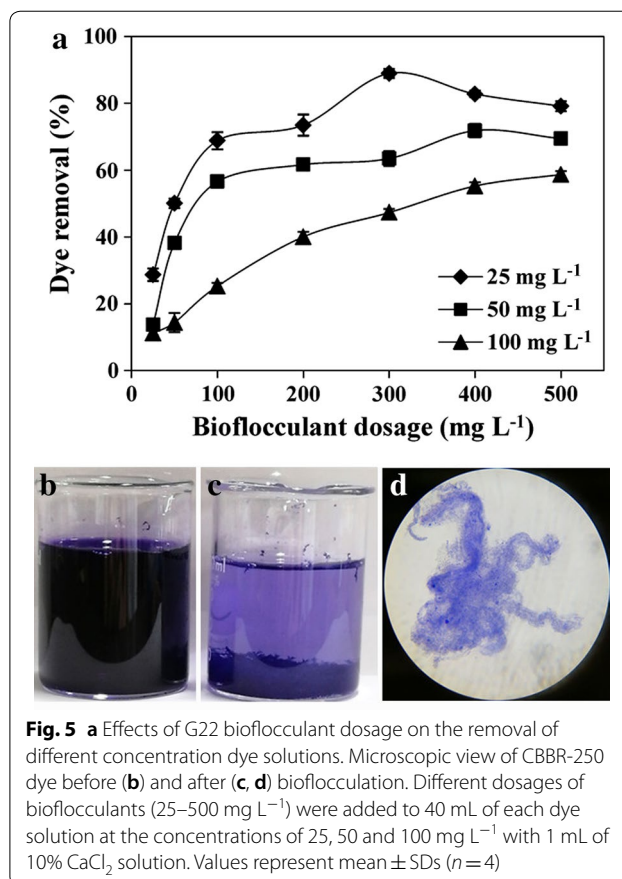 a
100
80
60
40
20
0
Dye removal (%)
25 mg L⁻¹
50 mg L⁻¹
100 mg L⁻¹
0 100 200 300 400 500
Bioflocculant dosage (mg L⁻¹)
b
c
d
ml
Fig. 5 a Effects of G22 bioflocculant dosage on the removal of
different concentration dye solutions. Microscopic view of CBBR-250
dye before (b) and after (c, d) bioflocculation. Different dosages of
bioflocculants (25–500 mg L⁻¹) were added to 40 mL of each dye
solution at the concentrations of 25, 50 and 100 mg L⁻¹ with 1 mL of
10% CaCl₂ solution. Values represent mean ± SDs (n = 4)